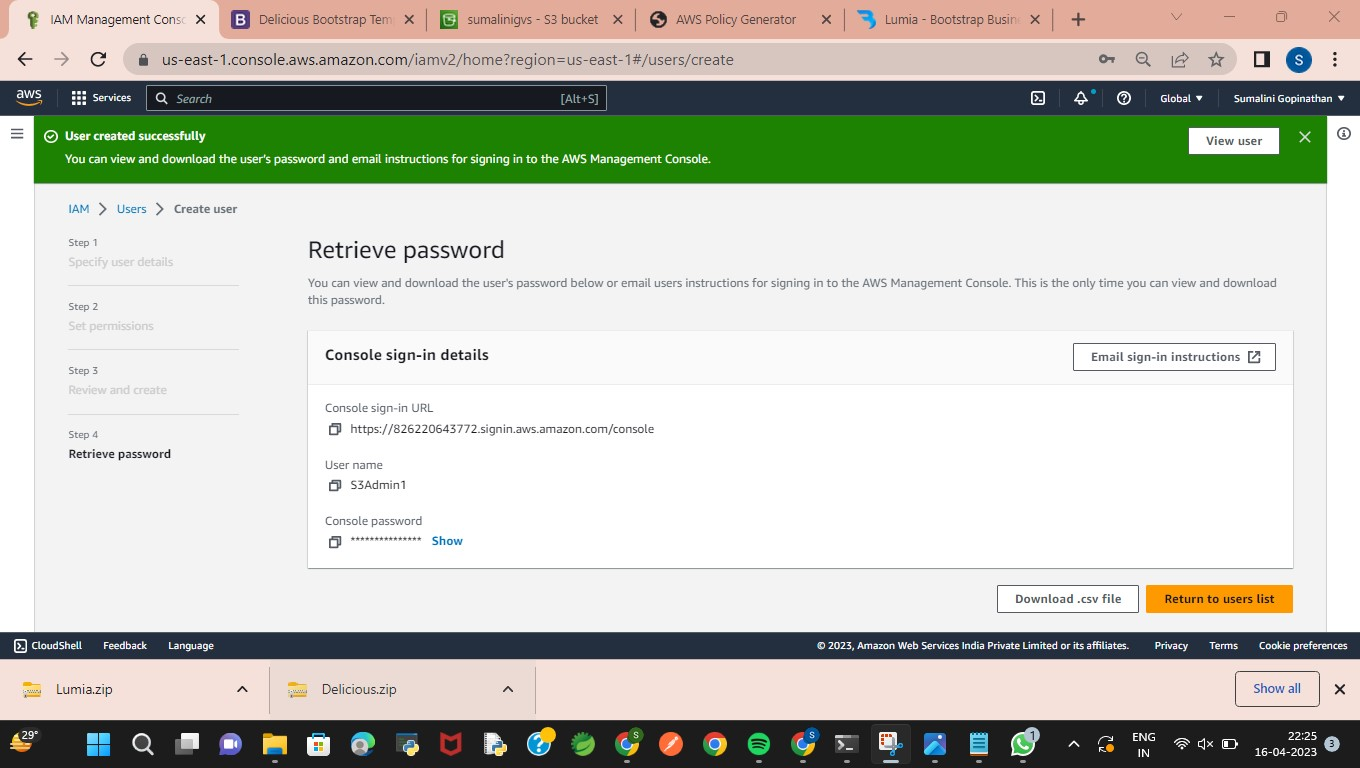 IAM Management Consc
Delicious Bootstrap Tem
sumalinigvs - S3 bucket
AWS Policy Generator
Lumia - Bootstrap Busin
us-east-1.console.aws.amazon.com/iamv2/home?region=us-east-1#/users/create
S
aws
Services
Search
[Alt+S]
Global
Sumalini Gopinathan
User created successfully
You can view and download the user's password and email instructions for signing in to the AWS Management Console.
View user
IAM > Users > Create user
Step 1
Specify user details
Step 2
Set permissions
Step 3
Review and create
Step 4
Retrieve password
Retrieve password
You can view and download the user's password below or email users instructions for signing in to the AWS Management Console. This is the only time you can view and download
this password.
Console sign-in details
Email sign-in instructions
Console sign-in URL
https://826220643772.signin.aws.amazon.com/console
User name
S3Admin1
Console password
*************** Show
Download .csv file
Return to users list
CloudShell
Feedback
Language
© 2023, Amazon Web Services India Private Limited or its affiliates.
Privacy
Terms
Cookie preferences
Lumia.zip
Delicious.zip
Show all
29°
S
S
1
ENG
IN
22:25
16-04-2023
3